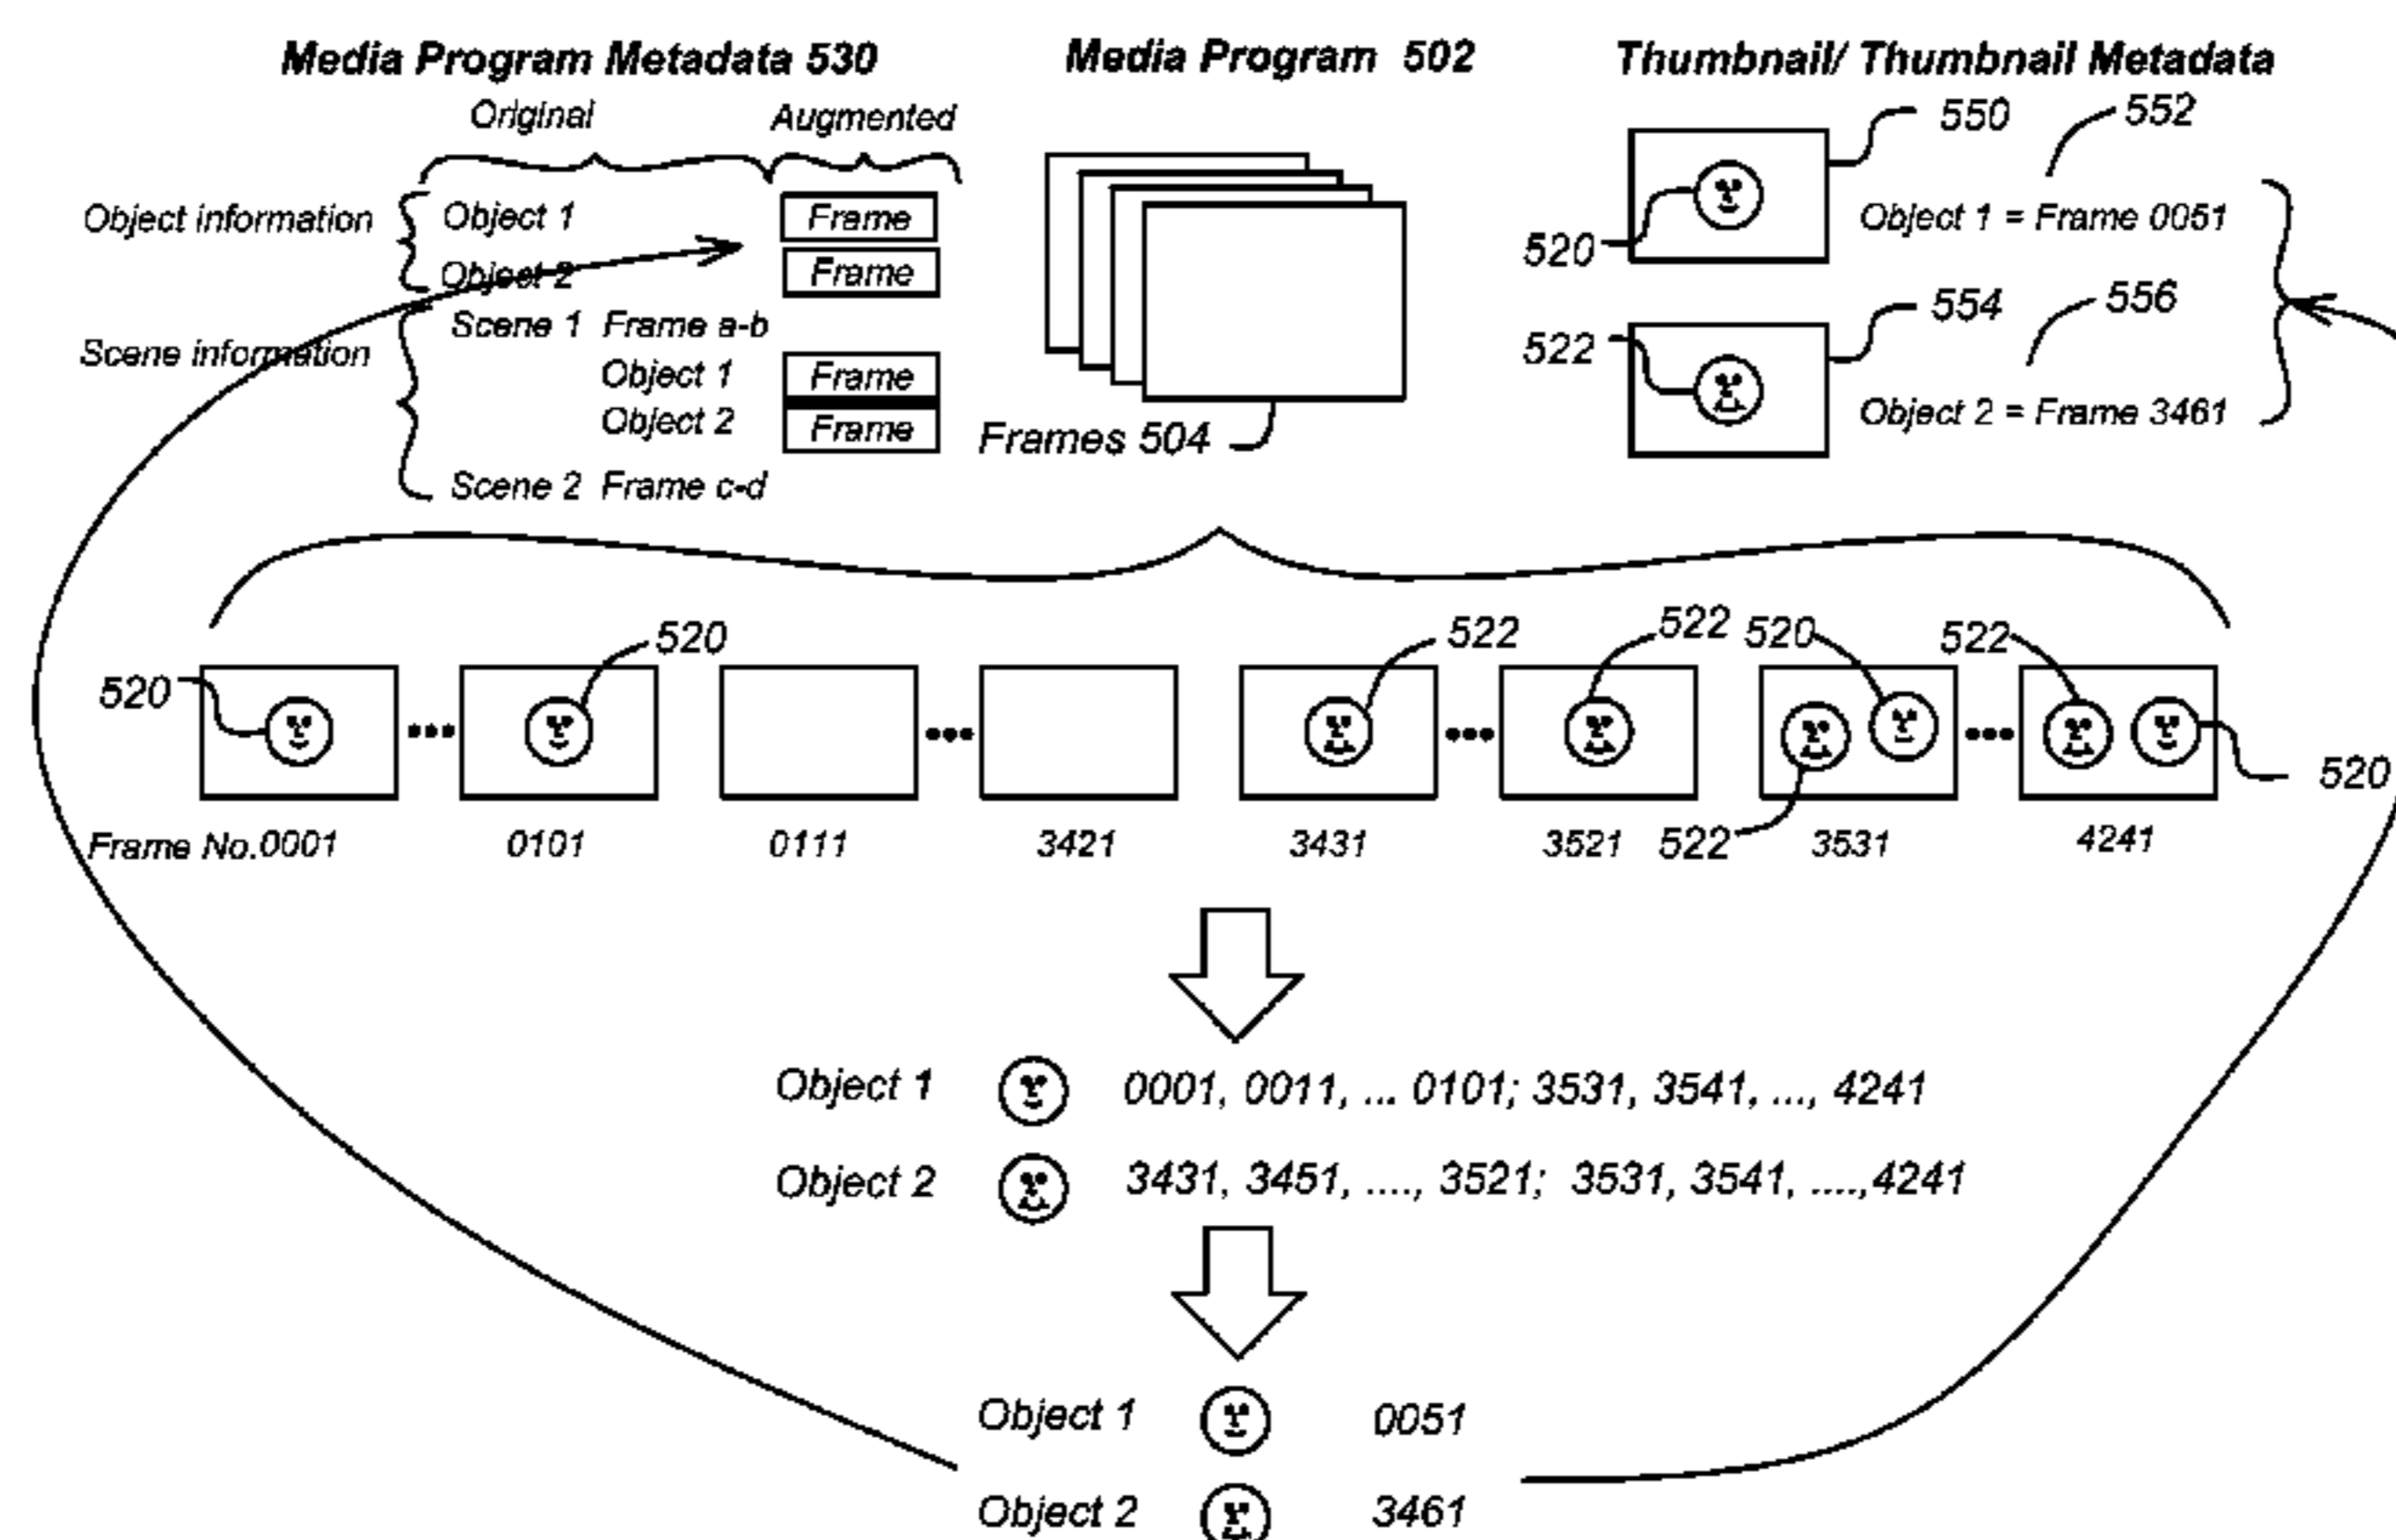 Media Program Metadata 530
Original
Augmented
Object information
Object 1
Frame
Object 2
Frame
Scene information
Scene 1 Frame a-b
Object 1
Frame
Object 2
Frame
Scene 2 Frame c-d
Media Program 502
Frames 504
Thumbnail/ Thumbnail Metadata
550
552
520
Object 1 = Frame 0051
554
556
522
Object 2 = Frame 3461
520
520
522
522
520
522
520
522
Frame No.0001
0101
0111
3421
3431
3521
3531
4241
Object 1
0001, 0011, ... 0101; 3531, 3541, ..., 4241
Object 2
3431, 3451, ...., 3521; 3531, 3541, ....,4241
Object 1
0051
Object 2
3461